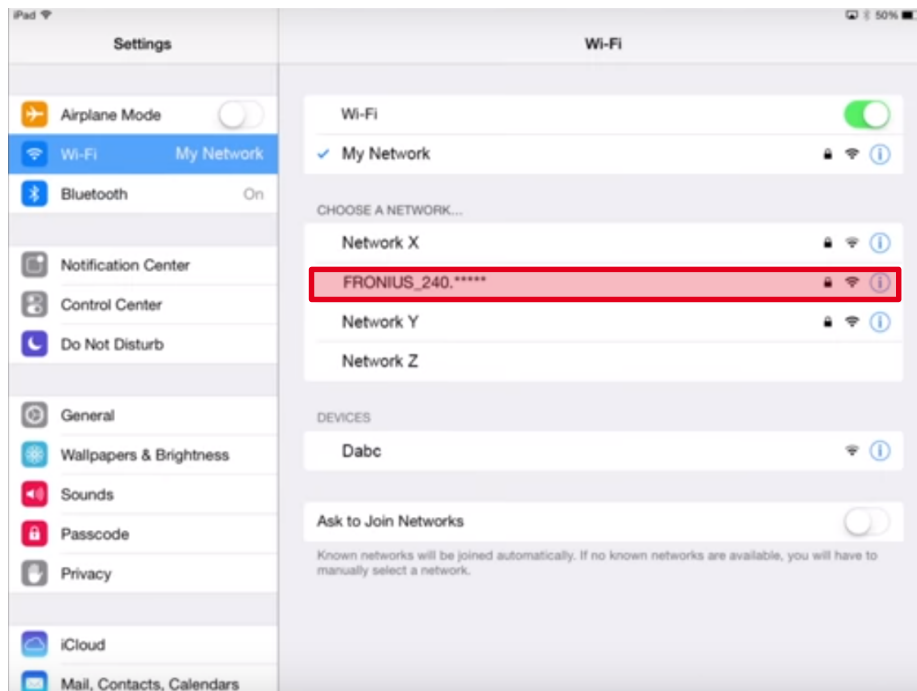 iPad
50%
Settings
Airplane Mode
Wi-Fi My Network
Bluetooth On
Notification Center
Control Center
Do Not Disturb
General
Wallpapers & Brightness
Sounds
Passcode
Privacy
iCloud
Mail, Contacts, Calendars
Wi-Fi
Wi-Fi
My Network
CHOOSE A NETWORK...
Network X
FRONIUS_240.*****
Network Y
Network Z
DEVICES
Dabc
Ask to Join Networks
Known networks will be joined automatically. If no known networks are available, you will have to
manually select a network.